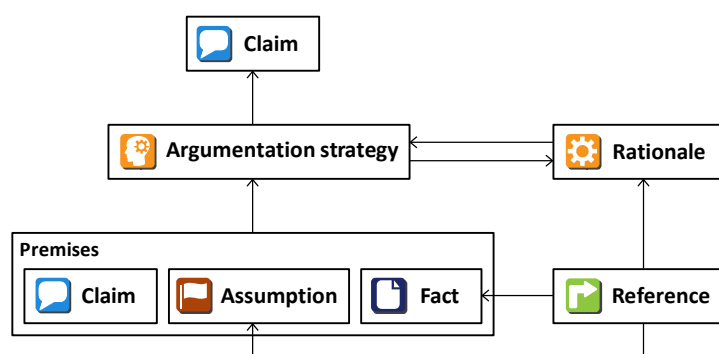 Claim
Argumentation strategy
Rationale
Premises
Claim
Assumption
Fact
Reference